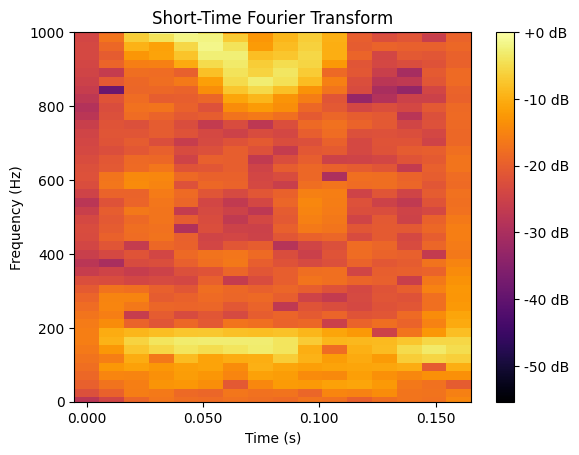 Short-Time Fourier Transform
1000
800
600
400
200
0
Frequency (Hz)
0.000
0.050
0.100
0.150
Time (s)
+0 dB
-10 dB
-20 dB
-30 dB
-40 dB
-50 dB